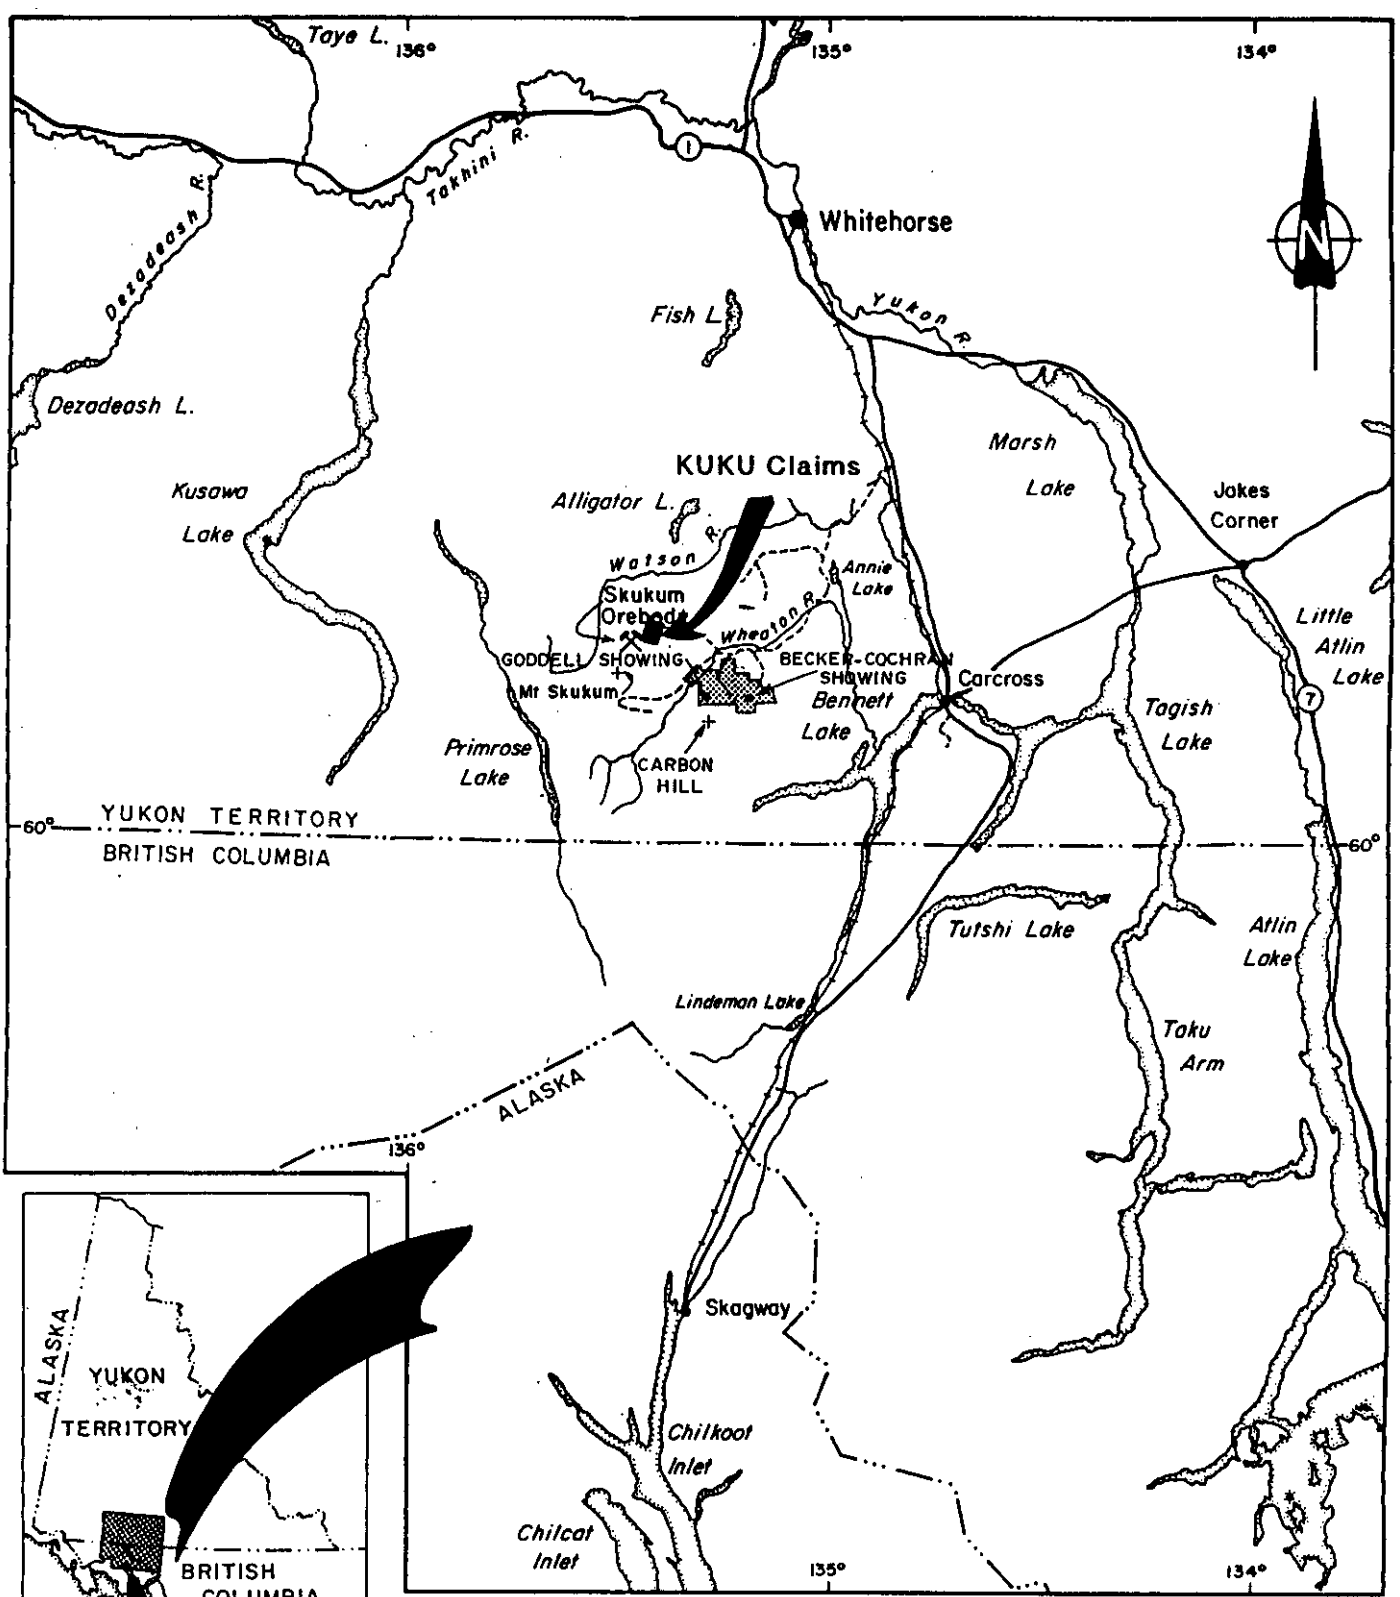 Taye L.
136°
135°
134°
1
Takhini R.
Dezadeash R.
Whitehorse
N
Yukon R.
Fish L.
Dezadeash L.
Marsh
Lake
KUKU Claims
Kusawa
Lake
Alligator L.
Jakes
Corner
Watson R.
Annie
Lake
Skukum
Orebody
Wheaton R.
Little
Atlin
Lake
GODDELL SHOWING
BECKER-COCHRAN
SHOWING
Mt Skukum
Carcross
7
Bennett
Lake
Tagish
Lake
Primrose
Lake
CARBON
HILL
YUKON TERRITORY
60°
60°
BRITISH COLUMBIA
Tutshi Lake
Atlin
Lake
Lindeman Lake
Taku
Arm
ALASKA
136°
Skagway
ALASKA
YUKON
TERRITORY
Chilkoot
Inlet
Chilcat
Inlet
BRITISH
COLUMBIA
135°
134°